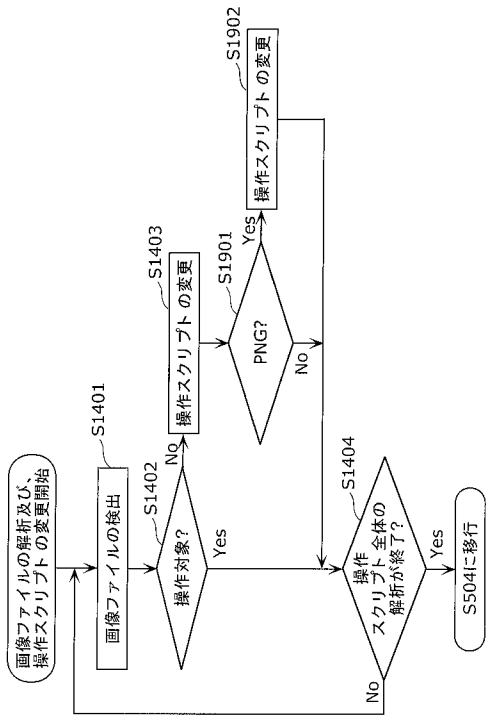 画像ファイルの解析及び、
操作スクリプトの変更開始
S1401
画像ファイルの検出
S1402
操作対象?
No
Yes
S1403
操作スクリプトの変更
S1901
PNG?
Yes
No
S1902
操作スクリプトの変更
S1404
操作
スクリプト全体の
解析が終了?
No
Yes
S504に移行